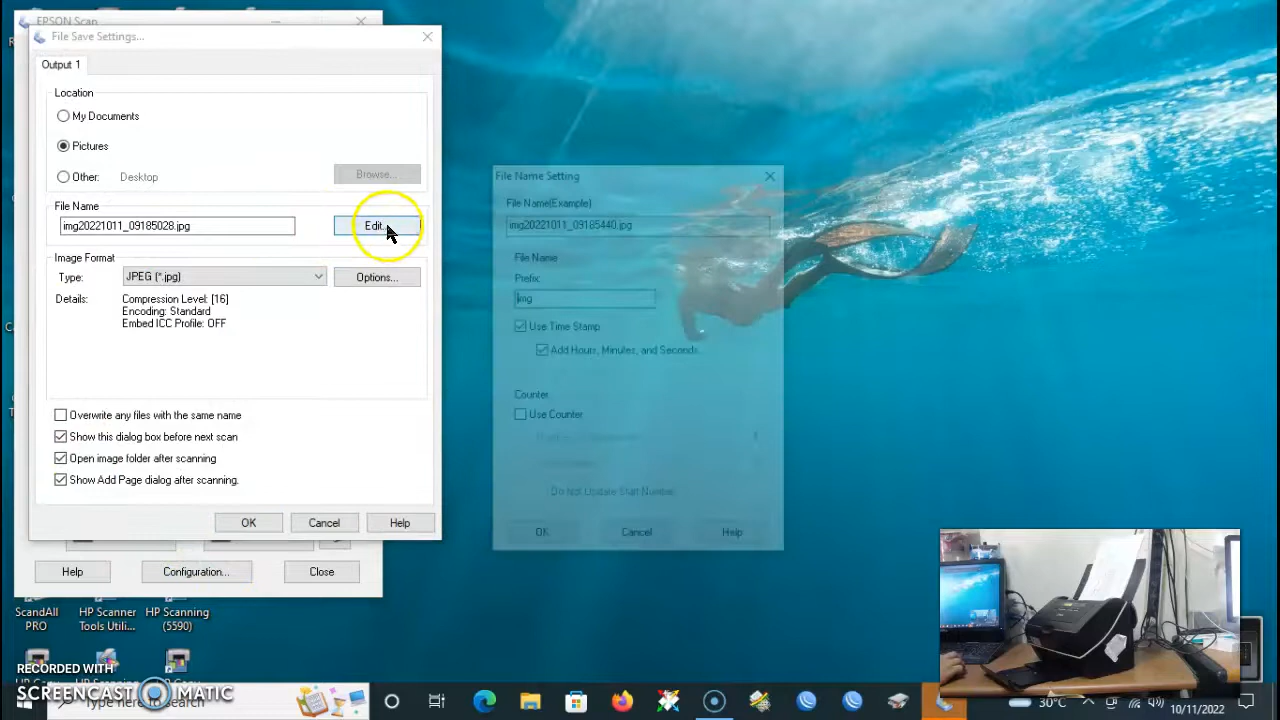 EPSON Scan
File Save Settings...
Output 1
Location
My Documents
Pictures
Other: Desktop Browse...
File Name
img20221011_09185028.jpg Edit...
Image Format
Type: JPEG (*.jpg) Options...
Details: Compression Level: [16]
Encoding: Standard
Embed ICC Profile: OFF
Overwrite any files with the same name
Show this dialog box before next scan
Open image folder after scanning
Show Add Page dialog after scanning.
OK Cancel Help
Help Configuration... Close
File Name Setting
File Name(Example)
img20221011_09185440.jpg
File Name
Prefix:
img
Use Time Stamp
Add Hours, Minutes, and Seconds.
Counter
Use Counter
Do Not Update Start Number
OK Cancel Help
ScandAll PRO
HP Scanner Tools Utili...
HP Scanning (5590)
RECORDED WITH
SCREENCAST MATIC
Type here to search
30°C
10/11/2022